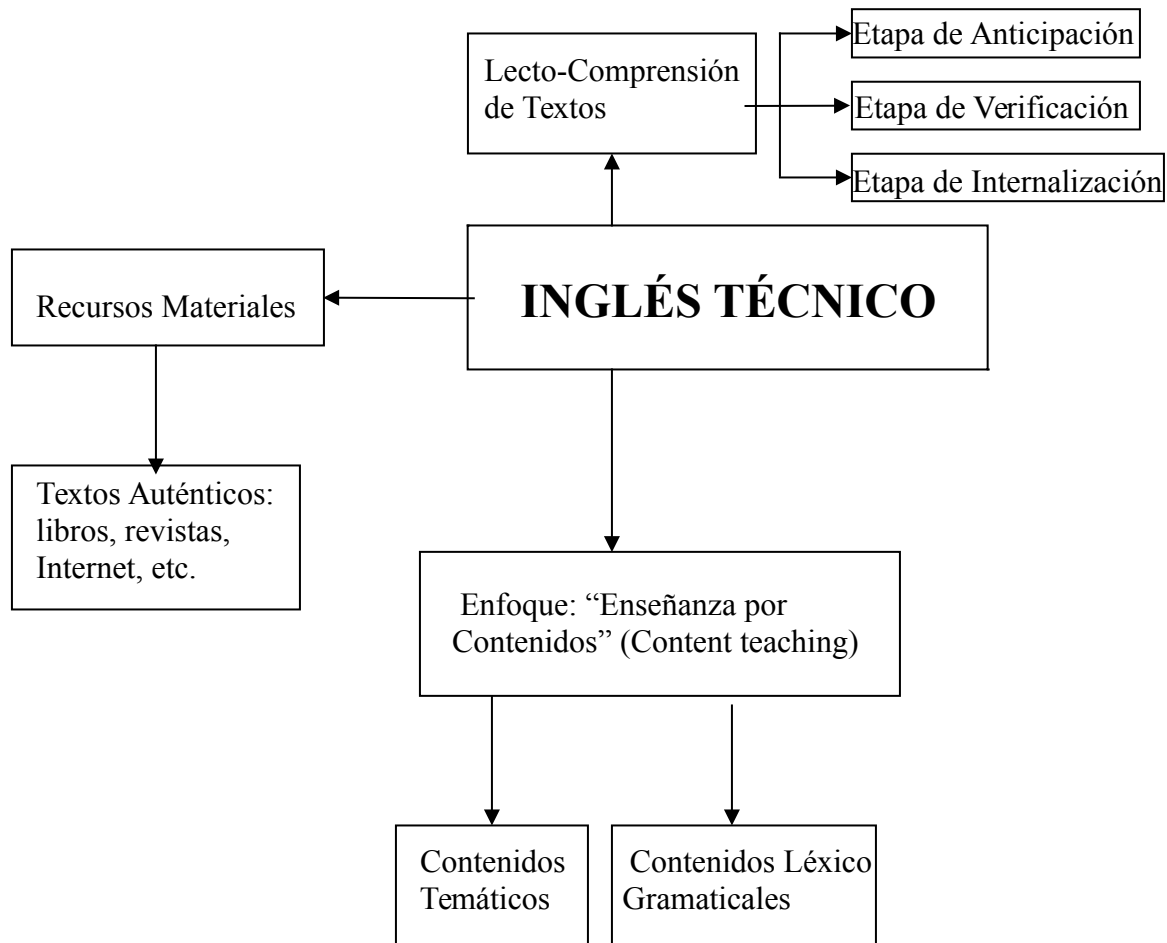 Lecto-Comprensión
de Textos
Etapa de Anticipación
Etapa de Verificación
Etapa de Internalización
INGLÉS TÉCNICO
Recursos Materiales
Textos Auténticos:
libros, revistas,
Internet, etc.
Enfoque: “Enseñanza por
Contenidos” (Content teaching)
Contenidos
Temáticos
Contenidos Léxico
Gramaticales